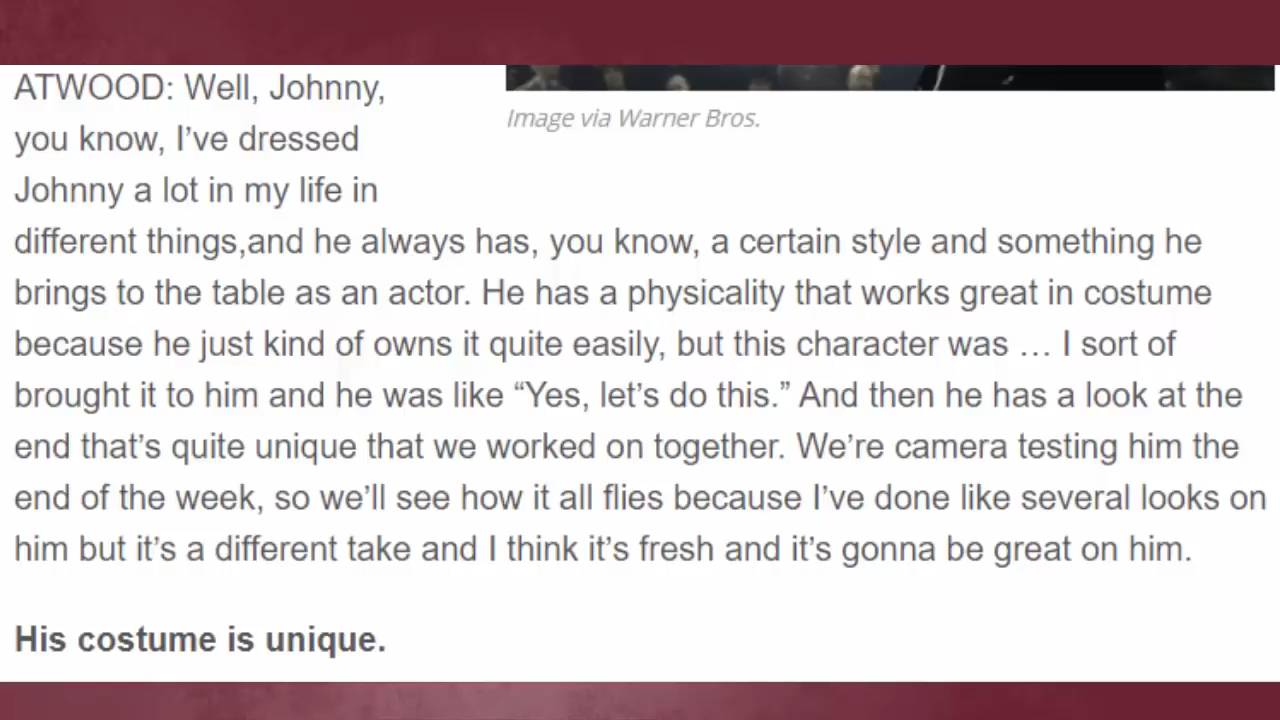 ATWOOD: Well, Johnny,
you know, I’ve dressed
Johnny a lot in my life in
Image via Warner Bros.
different things,and he always has, you know, a certain style and something he
brings to the table as an actor. He has a physicality that works great in costume
because he just kind of owns it quite easily, but this character was … I sort of
brought it to him and he was like “Yes, let’s do this.” And then he has a look at the
end that’s quite unique that we worked on together. We’re camera testing him the
end of the week, so we’ll see how it all flies because I’ve done like several looks on
him but it’s a different take and I think it’s fresh and it’s gonna be great on him.
His costume is unique.